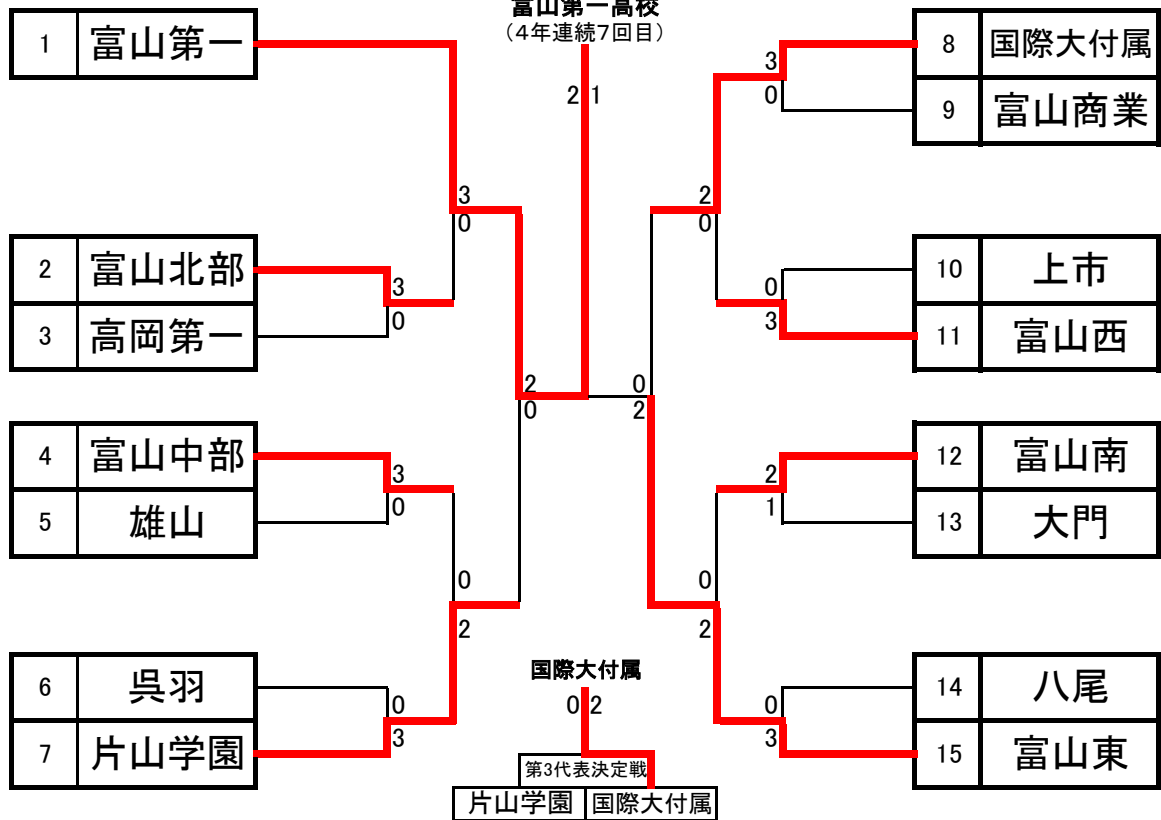 富山第一高校
(4年連続7回目)
2 1
1 富山第一
3
0
2 富山北部
3 高岡第一
3
0
4 富山中部
5 雄山
3
0
0
2
6 呉羽
7 片山学園
0
3
2
0
8 国際大付属
9 富山商業
3
0
2
0
10 上市
11 富山西
0
3
0
2
12 富山南
13 大門
2
1
0
2
14 八尾
15 富山東
0
3
国際大付属
0 2
第3代表決定戦
片山学園 国際大付属